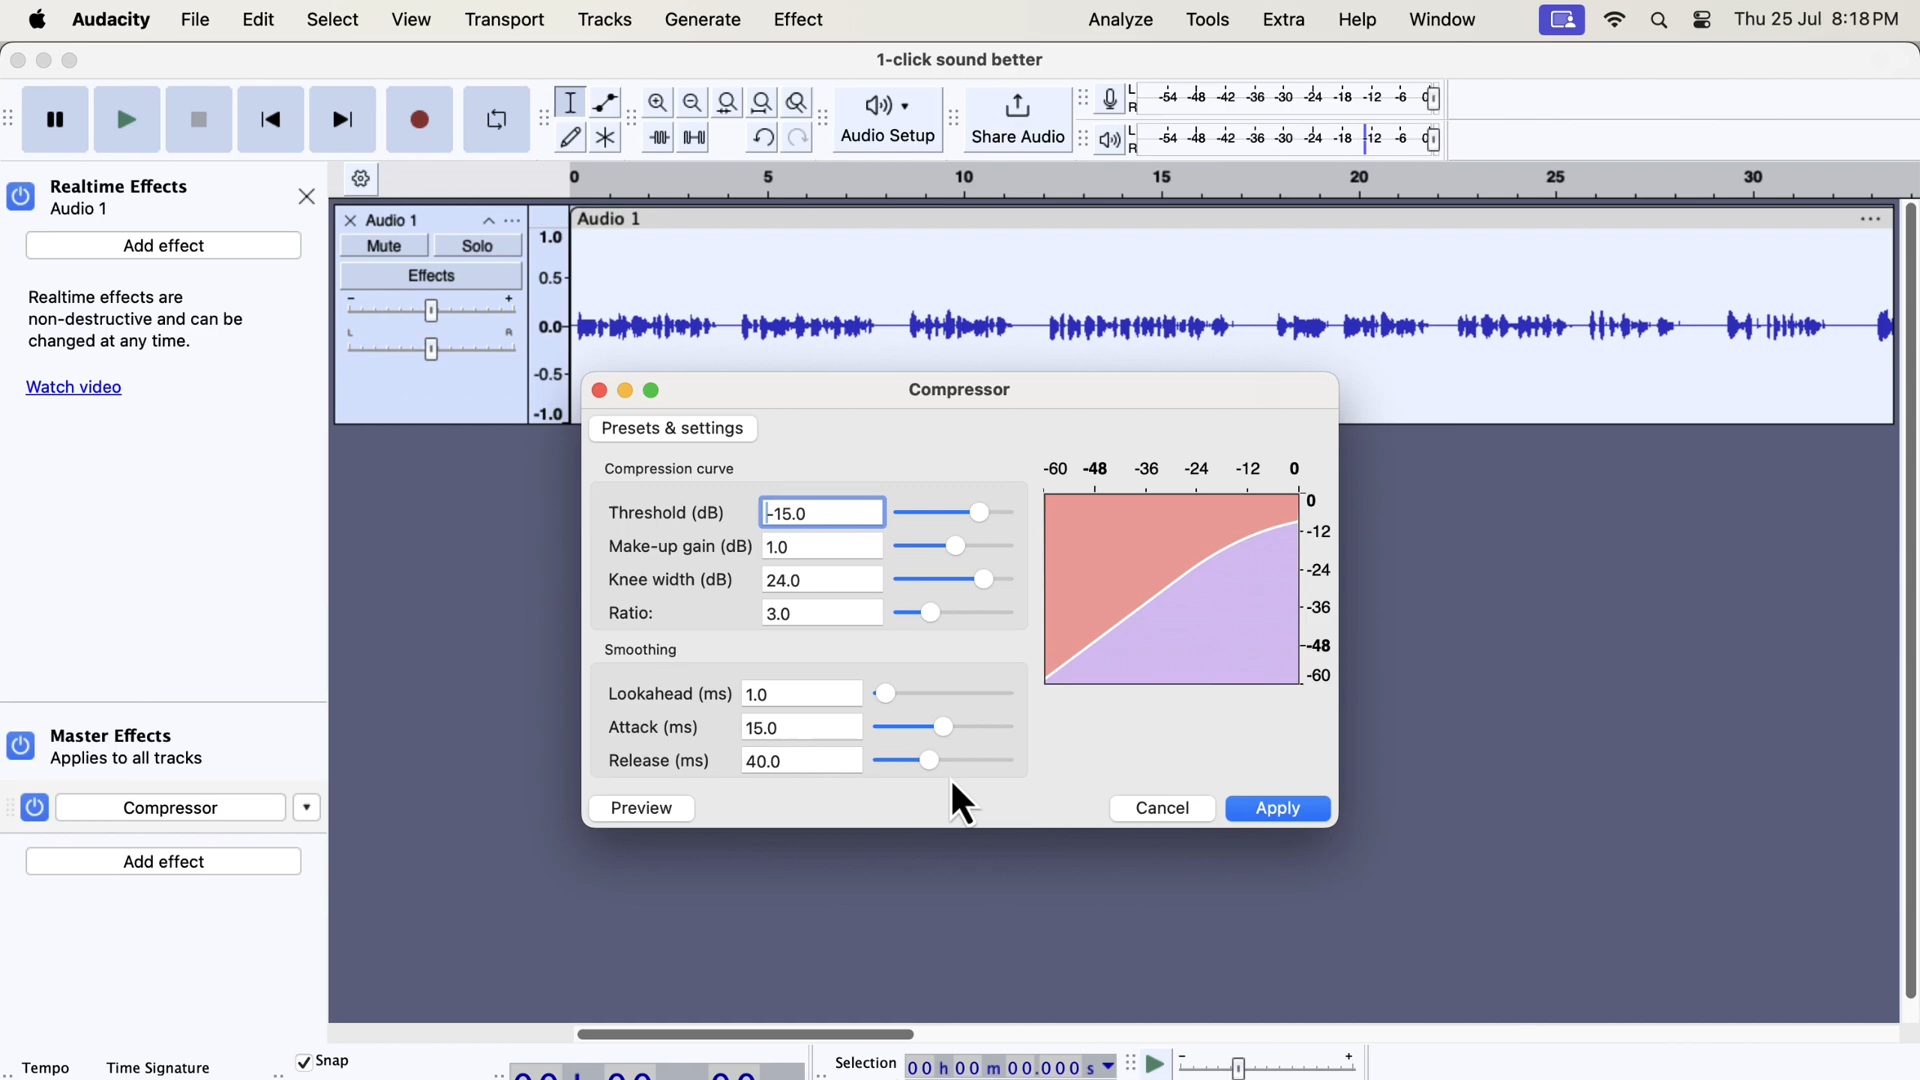 Audacity File Edit Select View Transport Tracks Generate Effect Analyze Tools Extra Help Window Thu 25 Jul 8:18 PM
1-click sound better
Audio Setup
Share Audio
L R -54 -48 -42 -36 -30 -24 -18 -12 -6
L R -54 -48 -42 -36 -30 -24 -18 -12 -6
Realtime Effects
Audio 1
Add effect
Realtime effects are
non-destructive and can be
changed at any time.
Watch video
0 5 10 15 20 25 30
Audio 1
Mute Solo
Effects
- +
L R
1.0
0.5
0.0
-0.5
-1.0
Audio 1
Compressor
Presets & settings
Compression curve
Threshold (dB) -15.0
Make-up gain (dB) 1.0
Knee width (dB) 24.0
Ratio: 3.0
Smoothing
Lookahead (ms) 1.0
Attack (ms) 15.0
Release (ms) 40.0
-60 -48 -36 -24 -12 0
0
-12
-24
-36
-48
-60
Preview Cancel Apply
Master Effects
Applies to all tracks
Compressor
Add effect
Tempo Time Signature
Snap
Selection 00 h 00 m 00.000 s
- +